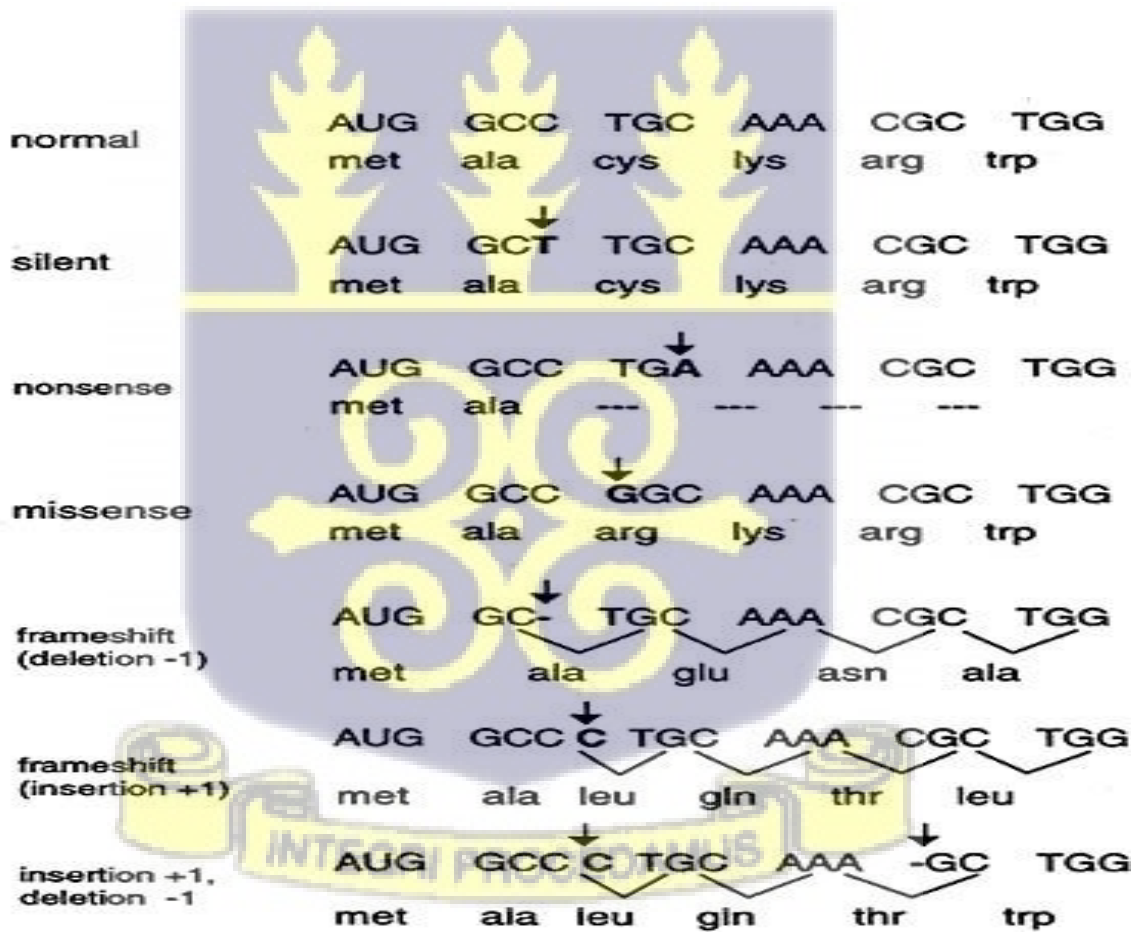 normal AUG GCC TGC AAA CGC TGG
met ala cys lys arg trp
silent AUG GCT TGC AAA CGC TGG
met ala cys lys arg trp
nonsense AUG GCC TGA AAA CGC TGG
met ala --- --- --- ---
missense AUG GCC GGC AAA CGC TGG
met ala arg lys arg trp
frameshift AUG GC- TGC AAA CGC TGG
(deletion -1) met ala glu asn ala
frameshift AUG GCC C TGC AAA CGC TGG
(insertion +1) met ala leu gln thr leu
INTEGRI PROCEDAMUS
insertion +1, AUG GCC C TGC AAA -GC TGG
deletion -1
met ala leu gln thr trp